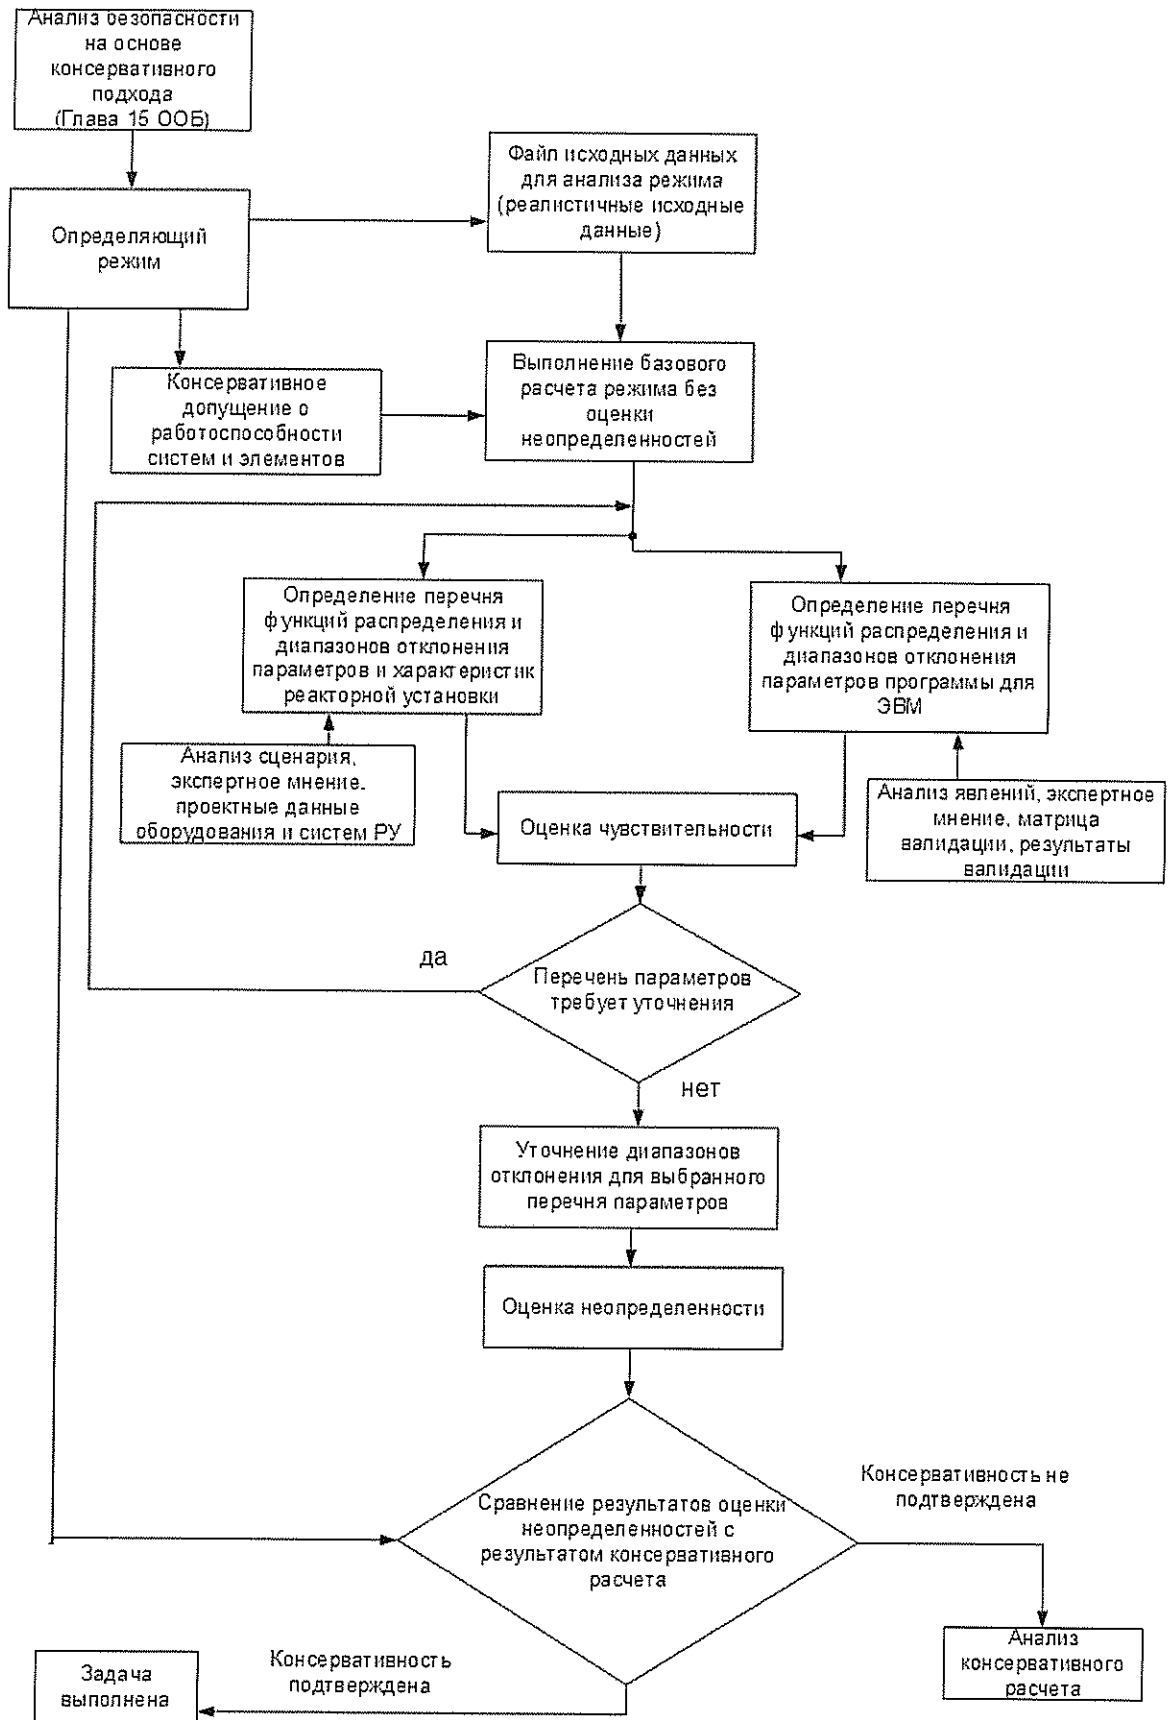 Анализ безопасности
на основе
консервативного
подхода
(Глава 15 ООБ)
Файл исходных данных
для анализа режима
(реалистичные исходные
данные)
Определяющий
режим
Выполнение базового
расчета режима без
оценки
неопределенностей
Консервативное
допущение о
работоспособности
систем и элементов
Определение перечня
функций распределения и
диапазонов отклонения
параметров и характеристик
реакторной установки
Определение перечня
функций распределения и
диапазонов отклонения
параметров программы для
ЭВМ
Анализ сценария,
экспертное мнение,
проектные данные
оборудования и систем РУ
Оценка чувствительности
Анализ явлений, экспертное
мнение, матрица
валидации, результаты
валидации
да
Перечень параметров
требует уточнения
нет
Уточнение диапазонов
отклонения для выбранного
перечня параметров
Оценка неопределенности
Консервативность не
подтверждена
Сравнение результатов оценки
неопределенностей с
результатом консервативного
расчета
Анализ
консервативного
расчета
Консервативность
подтверждена
Задача
выполнена